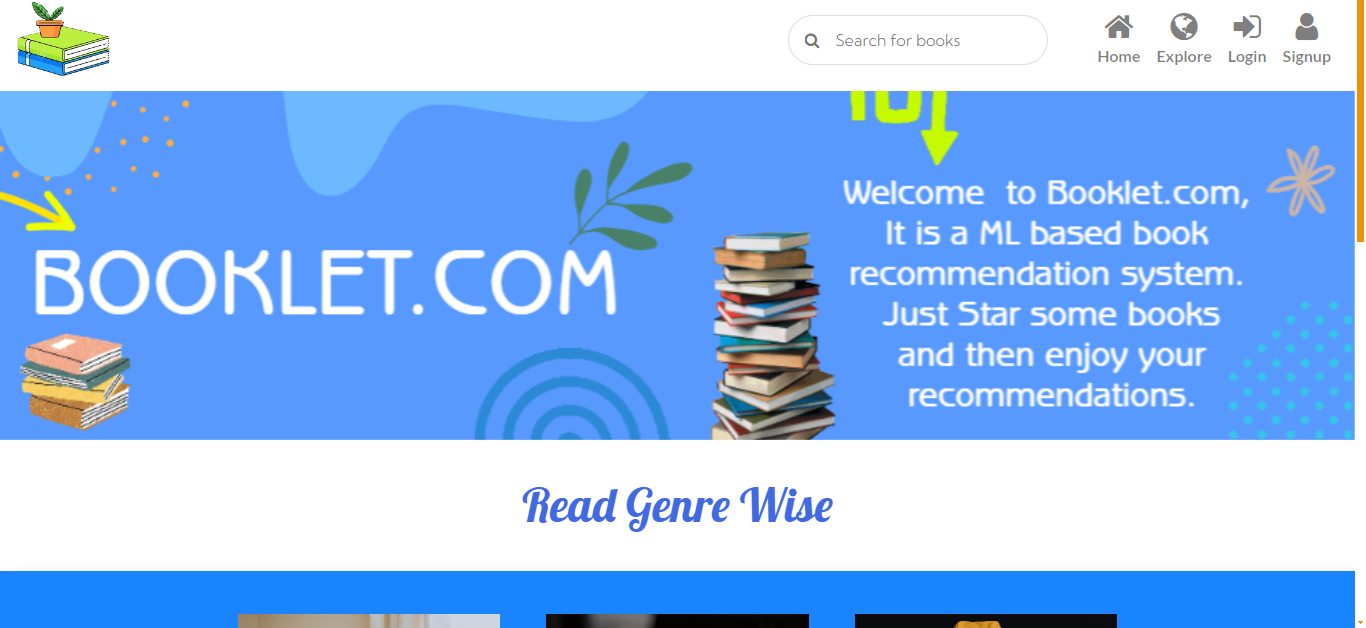 Search for books
Home Explore Login Signup
Welcome to Booklet.com,
It is a ML based book
recommendation system.
Just Star some books
and then enjoy your
recommendations.
BOOKLET.COM
Read Genre Wise